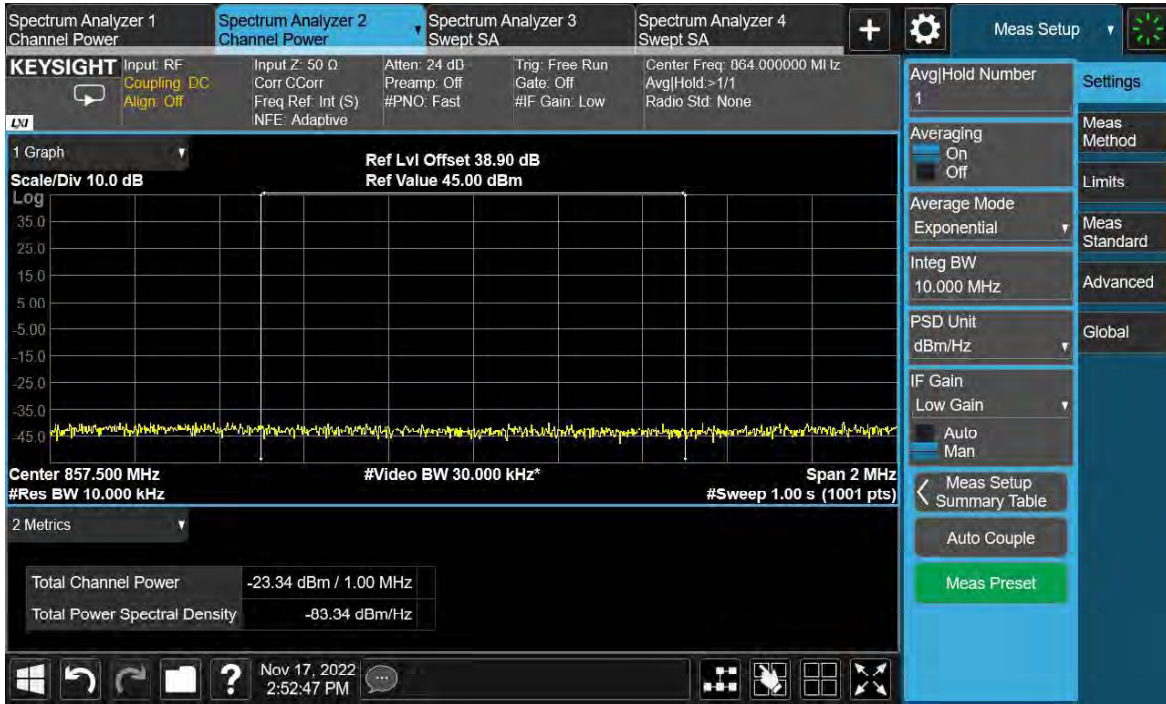 Spectrum Analyzer 1
Channel Power
Spectrum Analyzer 2
Channel Power
Spectrum Analyzer 3
Swept SA
Spectrum Analyzer 4
Swept SA
+
Meas Setup
KEYSIGHT
LXI
Input: RF
Coupling: DC
Align: Off
Input Z: 50 Ω
Corr CCorr
Freq Ref: Int (S)
NFE: Adaptive
Atten: 24 dB
Preamp: Off
#PNO: Fast
Trig: Free Run
Gate: Off
#IF Gain: Low
Center Freq: 864.000000 MHz
Avg|Hold:>1/1
Radio Std: None
1 Graph
Scale/Div 10.0 dB
Ref Lvl Offset 38.90 dB
Ref Value 45.00 dBm
Log
35.0
25.0
15.0
5.00
-5.00
-15.0
-25.0
-35.0
-45.0
Center 857.500 MHz
#Res BW 10.000 kHz
#Video BW 30.000 kHz*
Span 2 MHz
#Sweep 1.00 s (1001 pts)
2 Metrics
Total Channel Power -23.34 dBm / 1.00 MHz
Total Power Spectral Density -83.34 dBm/Hz
?
Nov 17, 2022
2:52:47 PM
Avg|Hold Number
1
Averaging
On
Off
Average Mode
Exponential
Integ BW
10.000 MHz
PSD Unit
dBm/Hz
IF Gain
Low Gain
Auto
Man
Meas Setup
Summary Table
Auto Couple
Meas Preset
Settings
Meas
Method
Limits
Meas
Standard
Advanced
Global